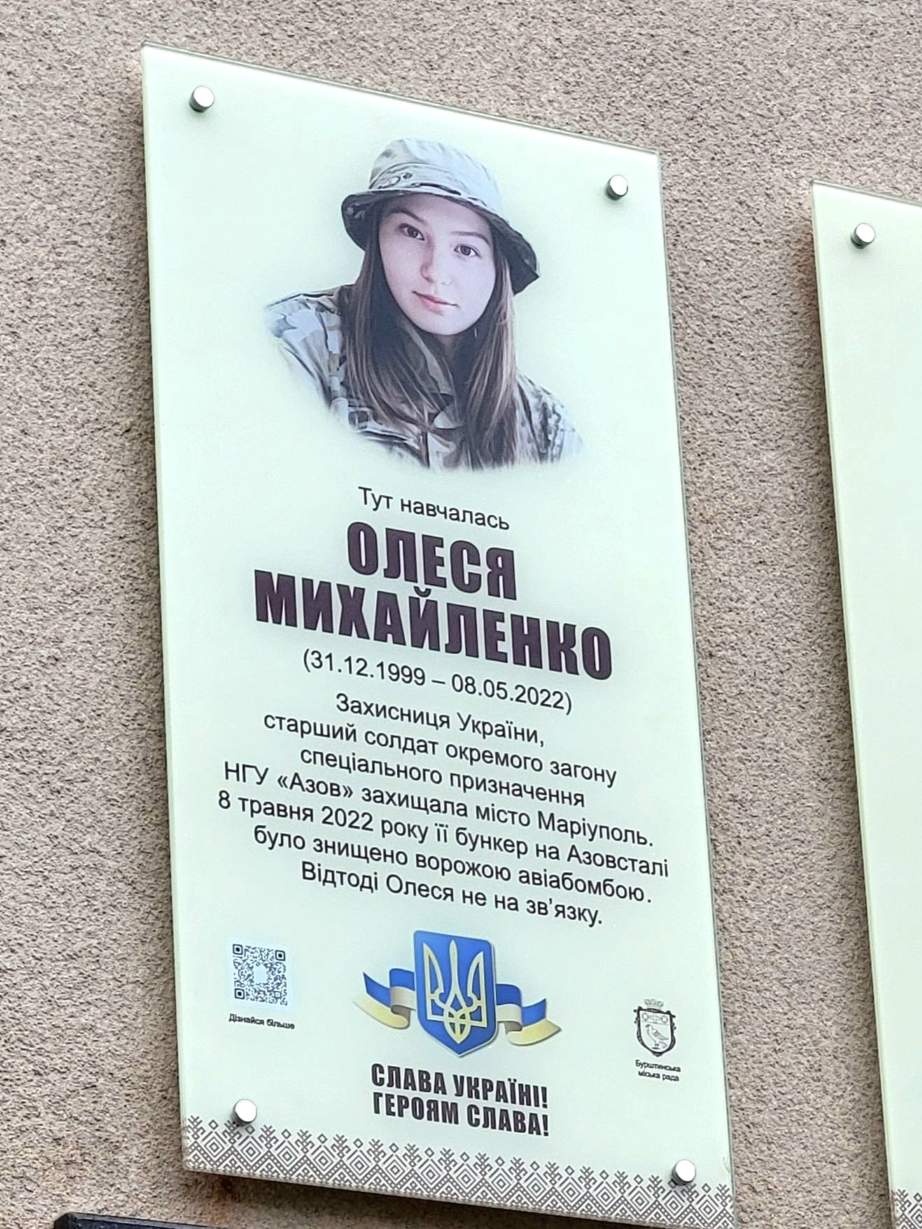 Тут навчалась
ОЛЕСЯ
МИХАЙЛЕНКО
(31.12.1999 – 08.05.2022)
Захисниця України,
старший солдат окремого загону
спеціального призначення
НГУ «Азов» захищала місто Маріуполь.
8 травня 2022 року її бункер на Азовсталі
було знищено ворожою авіабомбою.
Відтоді Олеся не на зв’язку.
Дізнайся більше
Бурштинська
міська рада
СЛАВА УКРАЇНІ!
ГЕРОЯМ СЛАВА!